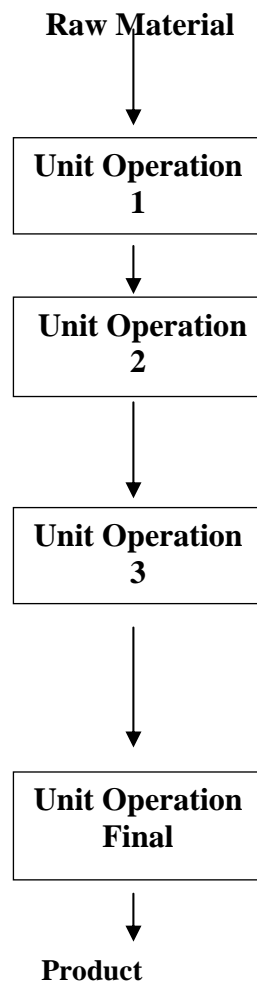 Raw Material
Unit Operation
1
Unit Operation
2
Unit Operation
3
Unit Operation
Final
Product